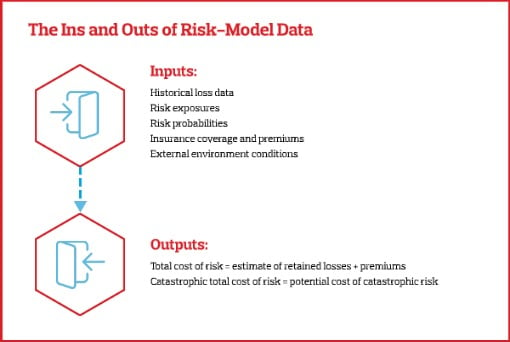 The Ins and Outs of Risk-Model Data
Inputs:
Historical loss data
Risk exposures
Risk probabilities
Insurance coverage and premiums
External environment conditions
Outputs:
Total cost of risk = estimate of retained losses + premiums
Catastrophic total cost of risk = potential cost of catastrophic risk